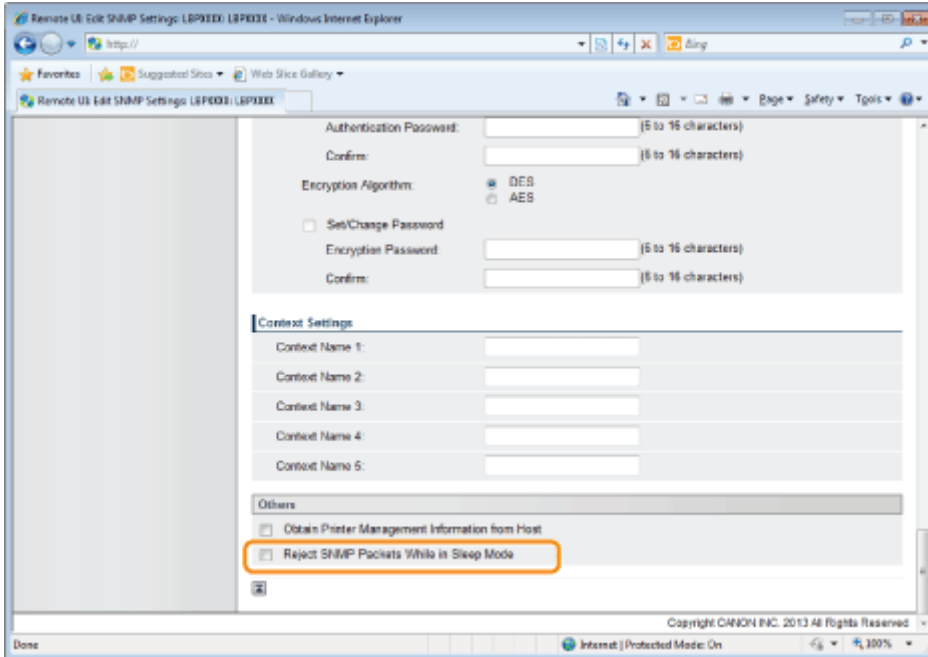 Remote UI: Edit SNMP Settings: LBPXXXX: LBPXXXX - Windows Internet Explorer
http://
Bing
Favorites Suggested Sites Web Slice Gallery
Remote UI: Edit SNMP Settings: LBPXXXX: LBPXXXX Page Safety Tools
Authentication Password: (6 to 16 characters)
Confirm: (6 to 16 characters)
Encryption Algorithm: DES
AES
Set/Change Password
Encryption Password: (6 to 16 characters)
Confirm: (6 to 16 characters)
Context Settings
Context Name 1:
Context Name 2:
Context Name 3:
Context Name 4:
Context Name 5:
Others
Obtain Printer Management Information from Host
Reject SNMP Packets While in Sleep Mode
Copyright CANON INC. 2013 All Rights Reserved
Done Internet | Protected Mode: On 100%